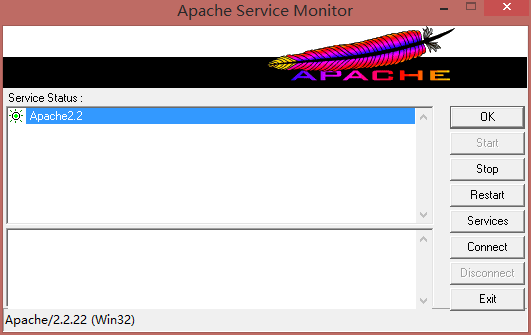 Apache Service Monitor
APACHE
Service Status :
Apache2.2
OK
Start
Stop
Restart
Services
Connect
Disconnect
Exit
Apache/2.2.22 (Win32)